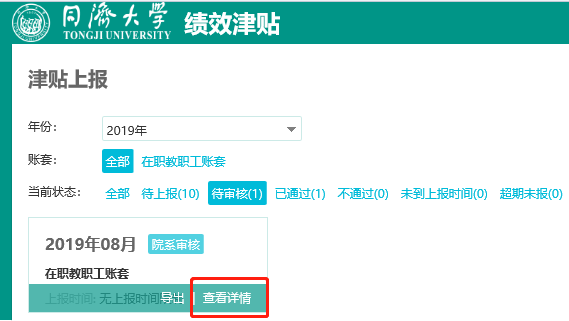 同濟大學 绩效津贴
TONGJI UNIVERSITY
津贴上报
年份: 2019年
账套: 全部 在职教职工账套
当前状态: 全部 待上报(10) 待审核(1) 已通过(1) 不通过(0) 未到上报时间(0) 超期未报(0)
2019年08月 院系审核
在职教职工账套
上报时间: 无上报时间 导出 查看详情